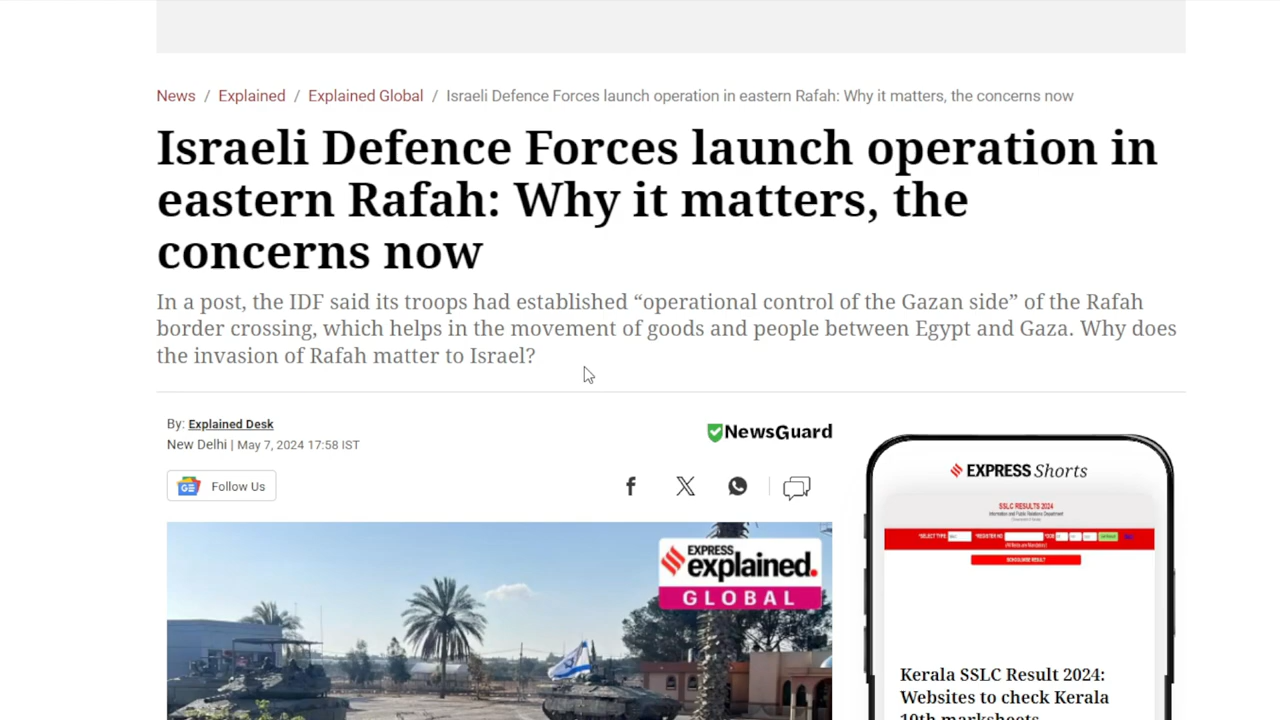 News / Explained / Explained Global / Israeli Defence Forces launch operation in eastern Rafah: Why it matters, the concerns now
Israeli Defence Forces launch operation in
eastern Rafah: Why it matters, the
concerns now
In a post, the IDF said its troops had established “operational control of the Gazan side” of the Rafah
border crossing, which helps in the movement of goods and people between Egypt and Gaza. Why does
the invasion of Rafah matter to Israel?
By: Explained Desk
New Delhi | May 7, 2024 17:58 IST
NewsGuard
GE Follow Us
EXPRESS
explained.
GLOBAL
EXPRESS Shorts
SSLC RESULTS 2024
Kerala SSLC Result 2024:
Websites to check Kerala
10th marksheets